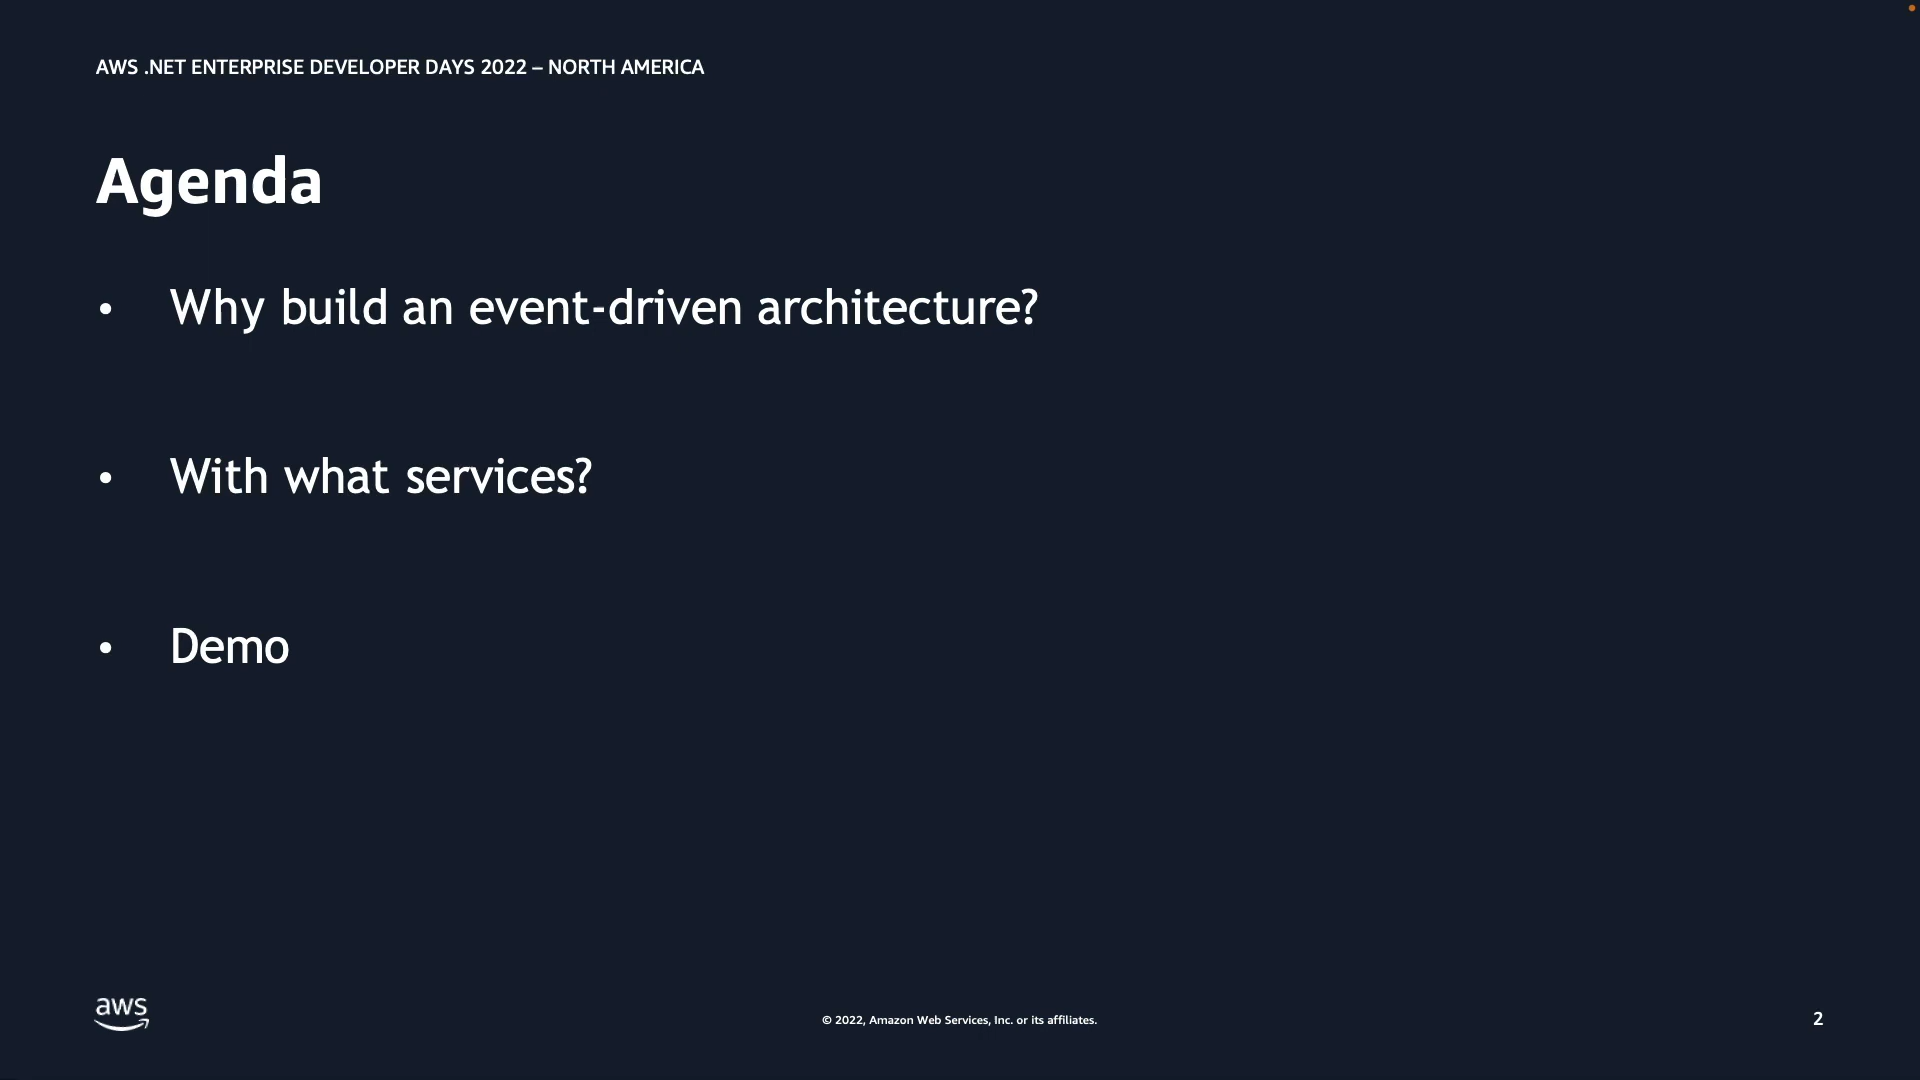 AWS .NET ENTERPRISE DEVELOPER DAYS 2022 – NORTH AMERICA
Agenda
• Why build an event-driven architecture?
• With what services?
• Demo
aws
© 2022, Amazon Web Services, Inc. or its affiliates.
2